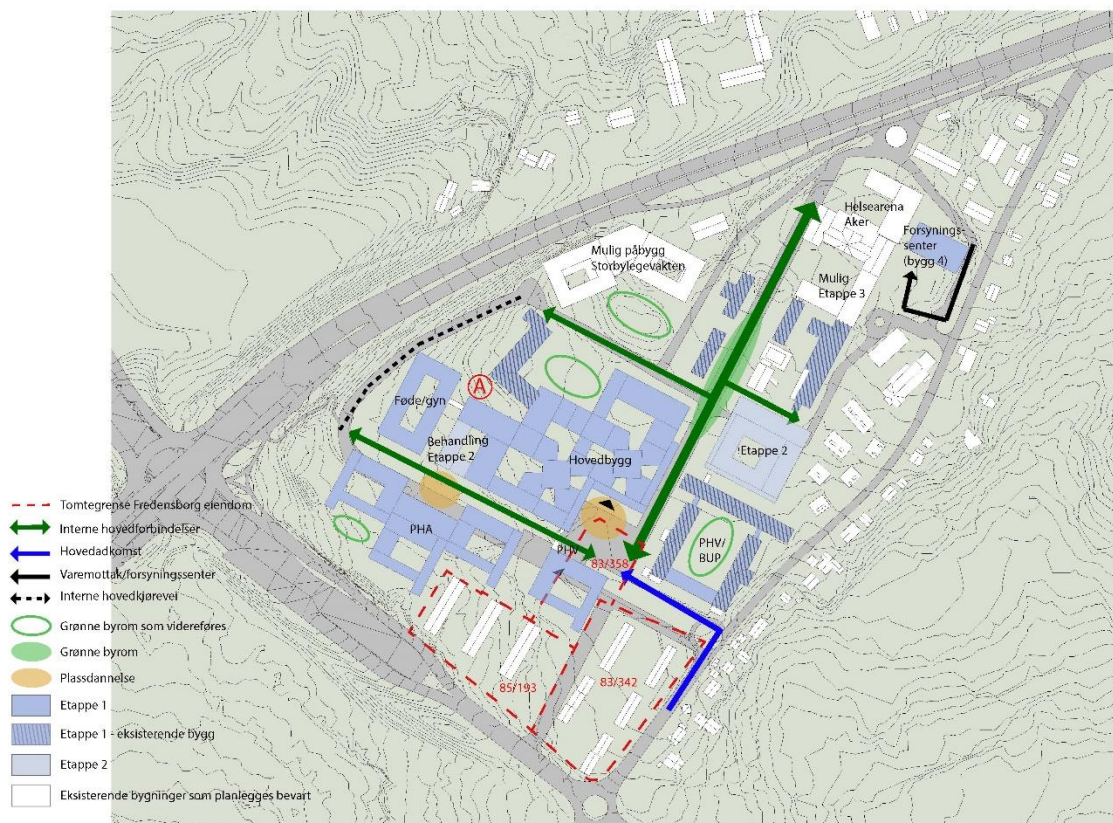 Helsearena
Aker
Forsynings-
senter
(bygg 4)
Mulig påbygg
Storbylegevakten
Mulig
Etappe 3
A
Føde/gyn
Behandling
Etappe 2
Hovedbygg
Etappe 2
PHA
PHV
83/358
PHV/
BUP
85/193
83/342
Tomtegrense Fredensborg eiendom
Interne hovedforbindelser
Hovedadkomst
Varemottak/forsyningssenter
Interne hovedkjørevei
Grønne byrom som videreføres
Grønne byrom
Plassdannelse
Etappe 1
Etappe 1 - eksisterende bygg
Etappe 2
Eksisterende bygninger som planlegges bevart